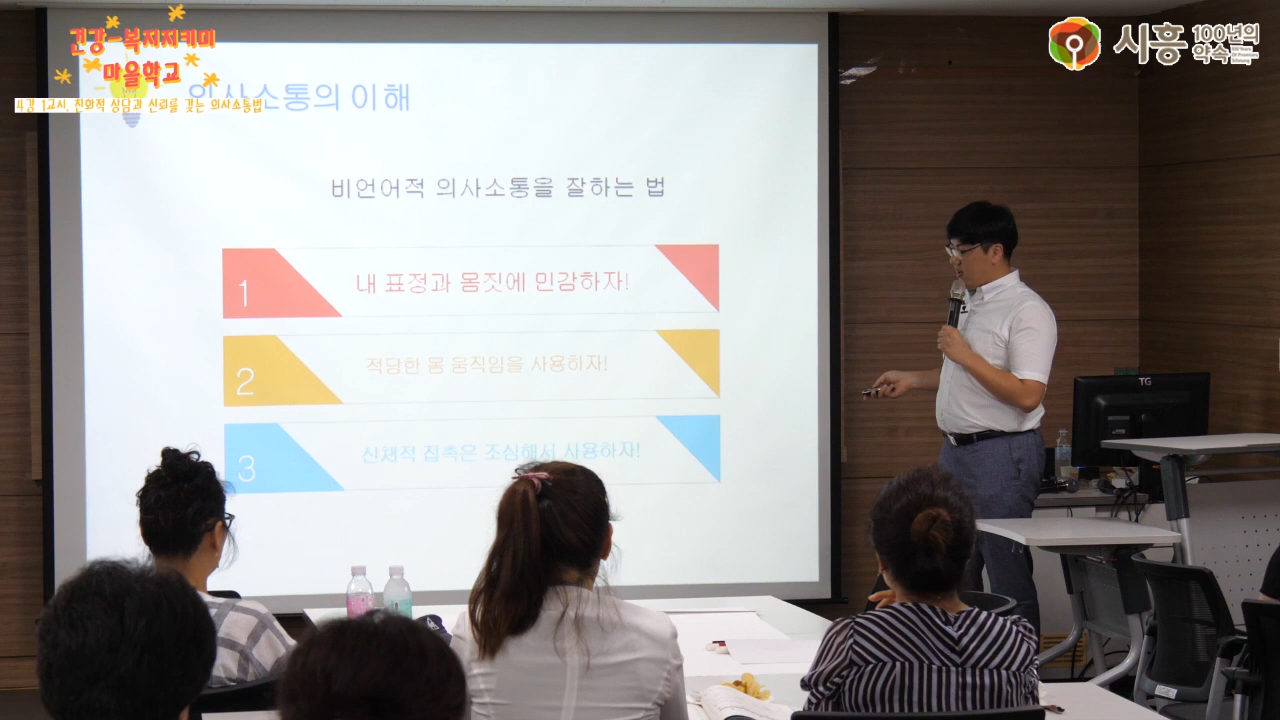 건강-복지지키미
마을학교
4강 1교시. 친화적 상담과 신뢰를 갖는 의사소통법
시흥 100년의
약속
의사소통의 이해
비언어적 의사소통을 잘하는 법
1 내 표정과 몸짓에 민감하자!
2 적당한 몸 움직임을 사용하자!
3 신체적 접촉은 조심해서 사용하자!
TG